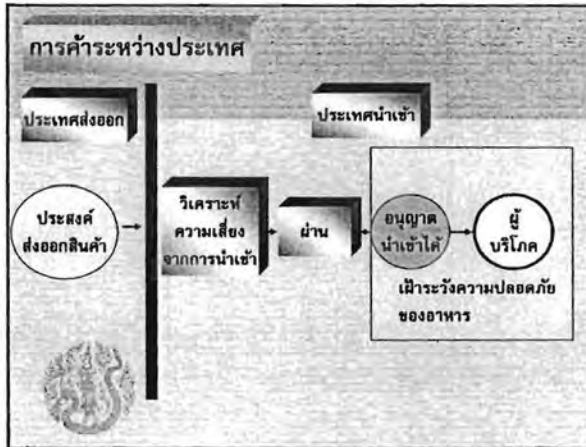 การค้าระหว่างประเทศ
ประเทศส่งออก
ประเทศนำเข้า
ประสงค์
ส่งออกสินค้า
วิเคราะห์
ความเสี่ยง
จากการนำเข้า
ผ่าน
อนุญาต
นำเข้าได้
ผู้
บริโภค
เฝ้าระวังความปลอดภัย
ของอาหาร